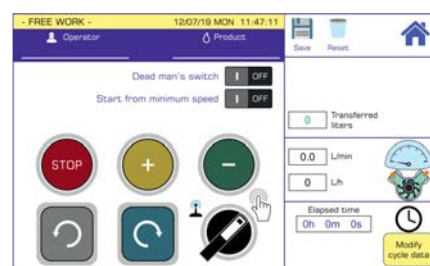 - FREE WORK -
12/07/19 MON 11:47:11
Operator
Product
Save
Reset
Dead man's switch
I OFF
Start from minimum speed
I OFF
0 Transferred
liters
STOP
+
-
0.0 L/min
0 L/h
Elapsed time
0h 0m 0s
Modify
cycle data